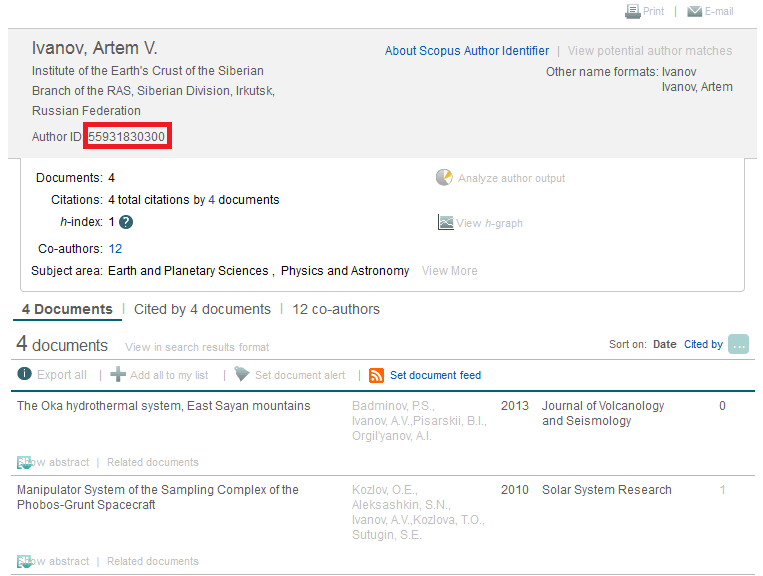 Print | E-mail
Ivanov, Artem V.
About Scopus Author Identifier | View potential author matches
Institute of the Earth's Crust of the Siberian
Branch of the RAS, Siberian Division, Irkutsk,
Russian Federation
Other name formats: Ivanov
Ivanov, Artem
Author ID 55931830300
Documents: 4
Analyze author output
Citations: 4 total citations by 4 documents
h-index: 1 ?
View h-graph
Co-authors: 12
Subject area: Earth and Planetary Sciences , Physics and Astronomy View More
4 Documents | Cited by 4 documents | 12 co-authors
4 documents View in search results format
Sort on: Date Cited by ...
Export all | Add all to my list | Set document alert | Set document feed
The Oka hydrothermal system, East Sayan mountains
Badminov, P.S.,
Ivanov, A.V.,Pisarskii, B.I.,
Orgil'yanov, A.I.
2013
Journal of Volcanology
and Seismology
0
Show abstract | Related documents
Manipulator System of the Sampling Complex of the
Phobos-Grunt Spacecraft
Kozlov, O.E.,
Aleksashkin, S.N.,
Ivanov, A.V.,Kozlova, T.O.,
Sutugin, S.E.
2010
Solar System Research
1
Show abstract | Related documents